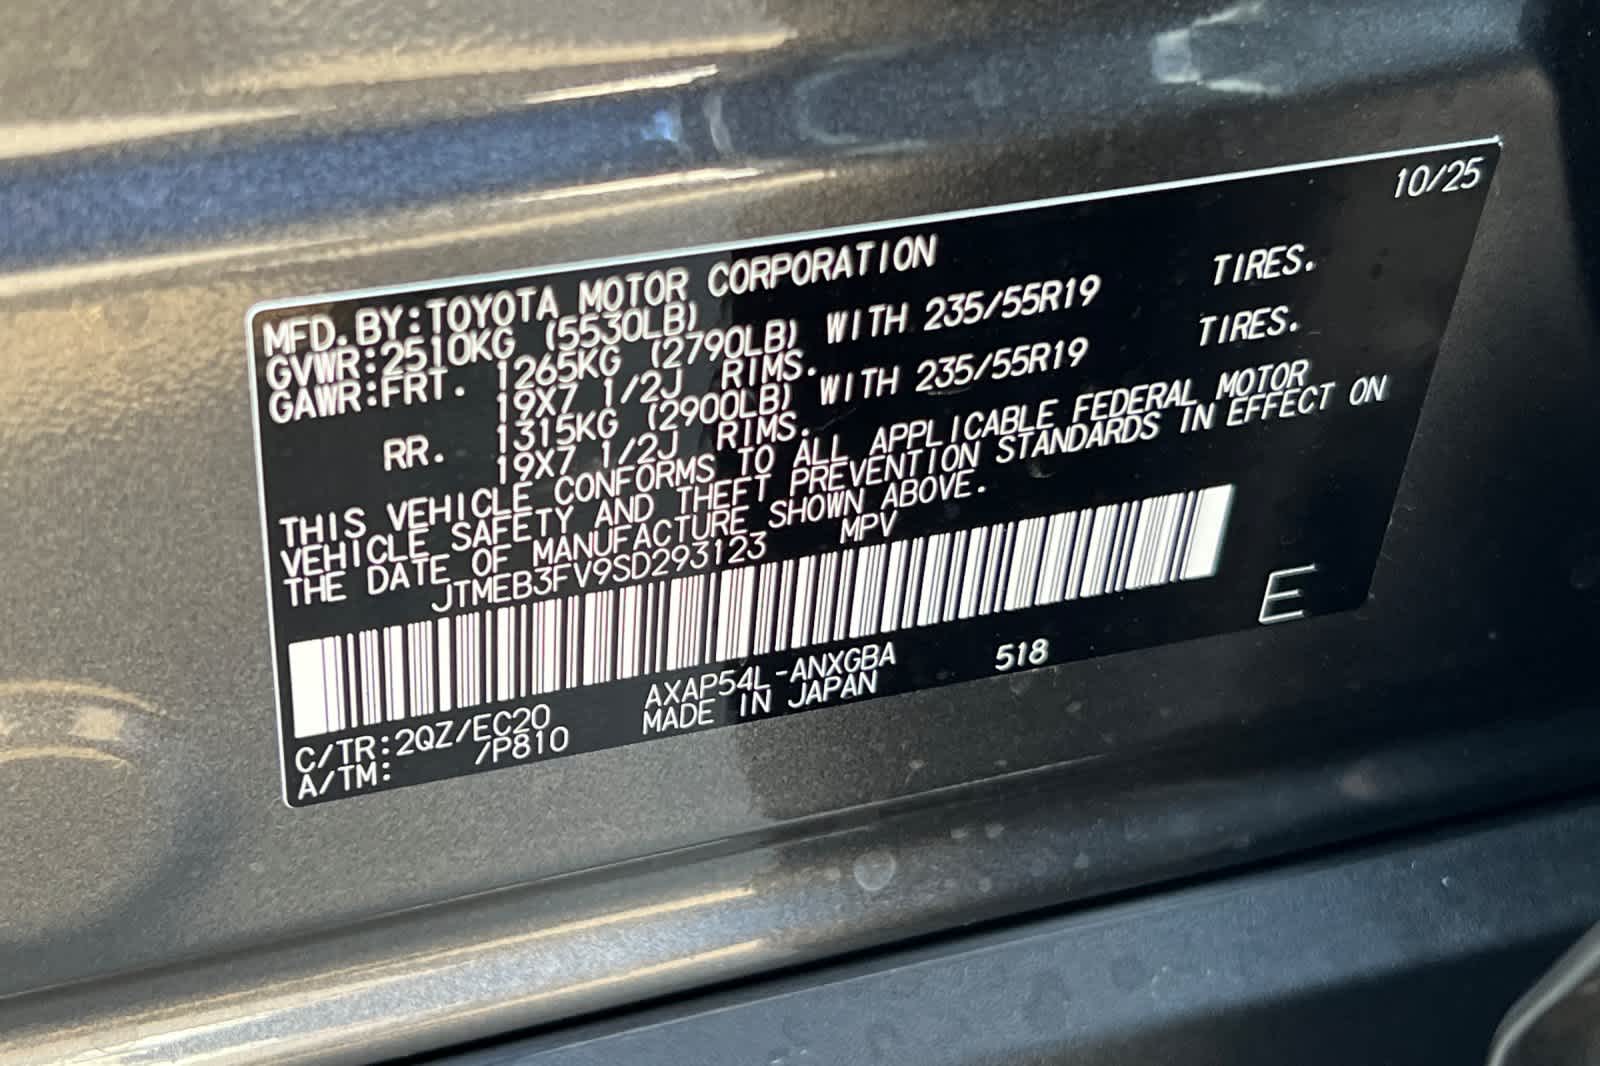 10/25
MFD. BY:TOYOTA MOTOR CORPORATION
GVWR:2510KG (5530LB)
GAWR:FRT. 1265KG (2790LB) WITH 235/55R19 TIRES.
19X7 1/2J RIMS.
RR. 1315KG (2900LB) WITH 235/55R19 TIRES.
19X7 1/2J RIMS.
THIS VEHICLE CONFORMS TO ALL APPLICABLE FEDERAL MOTOR
VEHICLE SAFETY AND THEFT PREVENTION STANDARDS IN EFFECT ON
THE DATE OF MANUFACTURE SHOWN ABOVE.
JTMEB3FV9SD293123 MPV
E
C/TR:2QZ/EC20 AXAP54L-ANXGBA 518
A/TM: /P810 MADE IN JAPAN